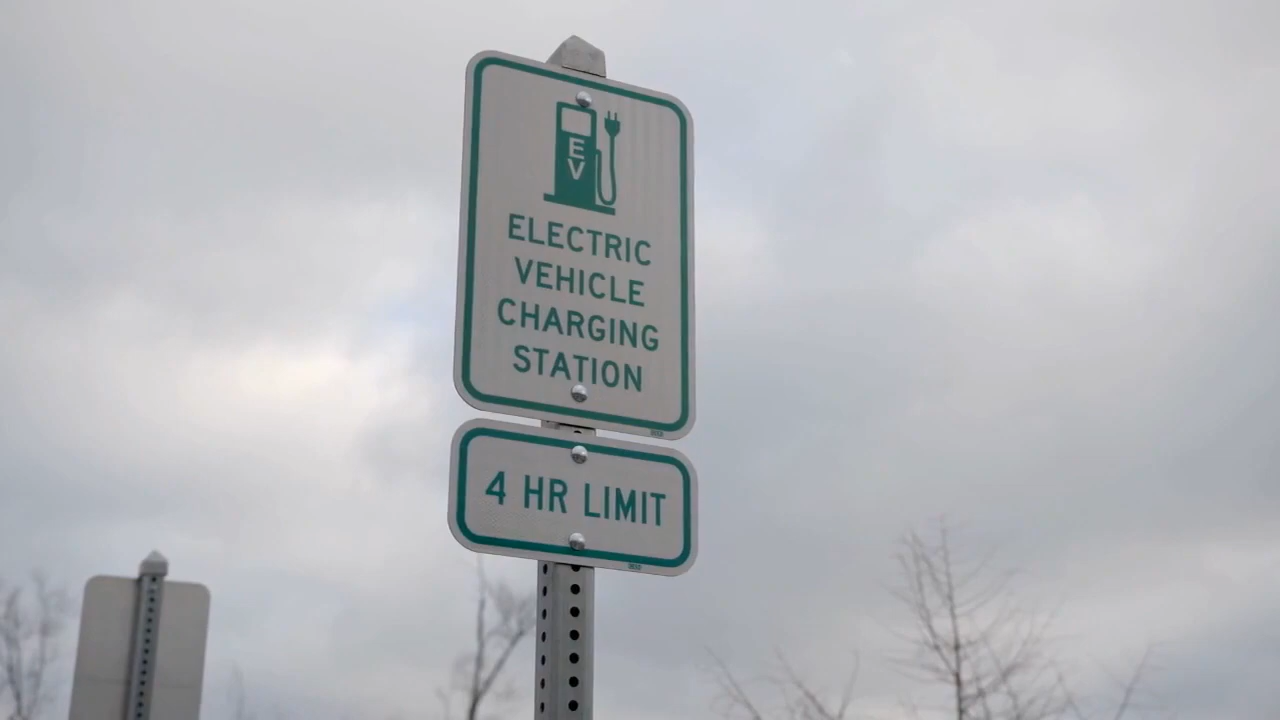 EV
ELECTRIC
VEHICLE
CHARGING
STATION
4 HR LIMIT